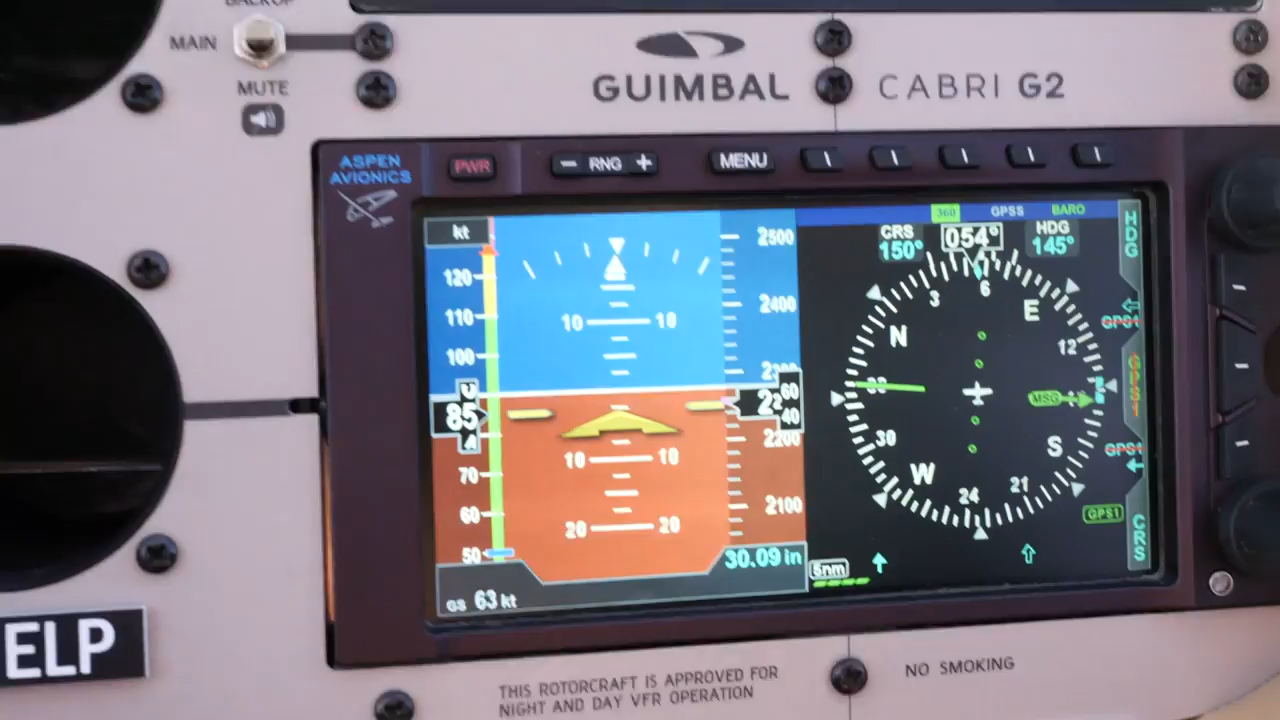 BACKUP
MAIN
MUTE
GUIMBAL
CABRI G2
ASPEN
AVIONICS
PWR
− RNG +
MENU
kt
120
110
100
85
70
60
50
GS 63 kt
10 10
10 10
20 20
2500
2400
2300
2200
2100
2 2 60 40
30.09 in
360 GPSS BARO
CRS
150°
054°
HDG
145°
3
6
E
12
S
21
24
W
30
N
MSG
GPS1
GPS1
GPS1
5nm
HDG
CRS
ELP
THIS ROTORCRAFT IS APPROVED FOR
NIGHT AND DAY VFR OPERATION
NO SMOKING